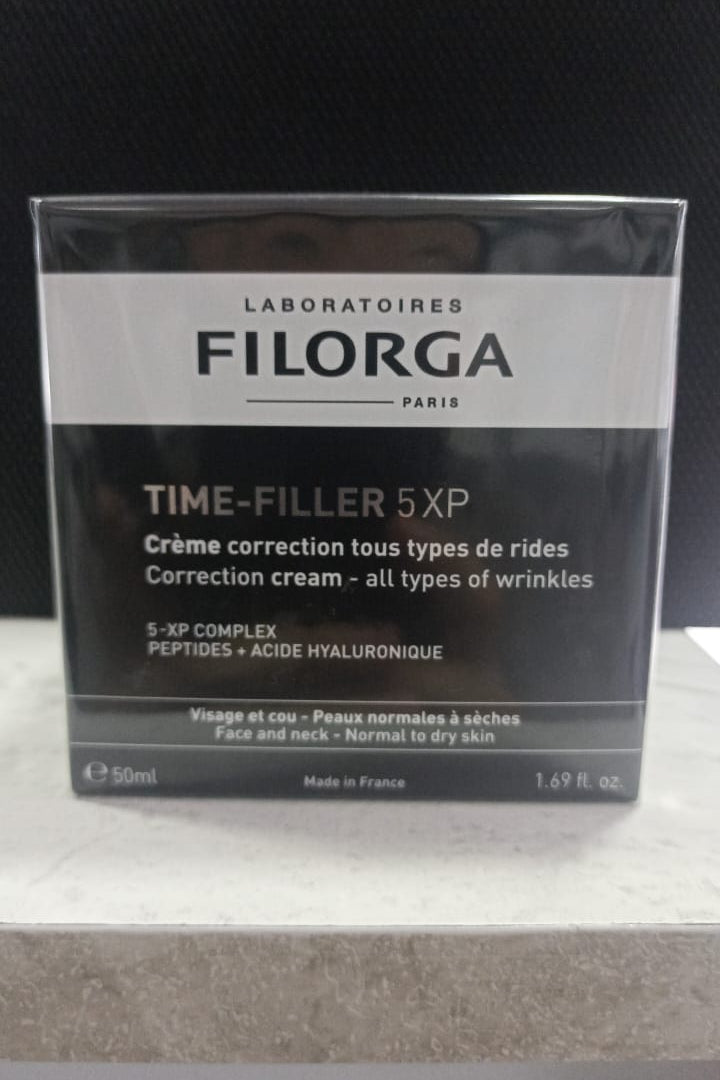 LABORATOIRES
FILORGA
PARIS
TIME-FILLER 5XP
Crème correction tous types de rides
Correction cream - all types of wrinkles
5-XP COMPLEX
PEPTIDES + ACIDE HYALURONIQUE
Visage et cou - Peaux normales à sèches
Face and neck - Normal to dry skin
℮ 50ml Made in France 1.69 fl. oz.